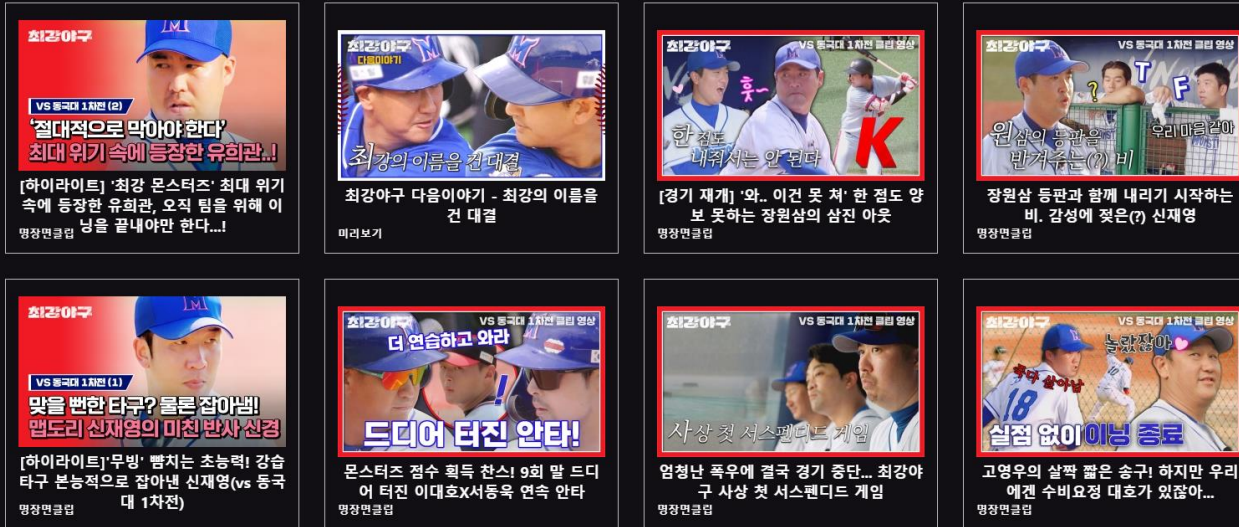 최강야구
VS 동국대 1차전 (2)
'절대적으로 막아야 한다'
최대 위기 속에 등장한 유희관..!
[하이라이트] '최강 몬스터즈' 최대 위기
속에 등장한 유희관, 오직 팀을 위해 이
닝을 끝내야만 한다...!
명장면클립
최강야구
다음이야기
최강의 이름을 건 대결
최강야구 다음이야기 - 최강의 이름을
건 대결
미리보기
최강야구
VS 동국대 1차전 클립 영상
훗~
한 점도
내줘서는 안 된다
K
[경기 재개] '와.. 이건 못 쳐' 한 점도 양
보 못하는 장원삼의 삼진 아웃
명장면클립
최강야구
VS 동국대 1차전 클립 영상
?
T
F
우리 마음 같아
원삼의 등판을
반겨주는(?) 비
장원삼 등판과 함께 내리기 시작하는
비. 감성에 젖은(?) 신재영
명장면클립
최강야구
VS 동국대 1차전 (1)
맞을 뻔한 타구? 물론 잡아냄!
맵도리 신재영의 미친 반사 신경
[하이라이트]'무빙' 뺨치는 초능력! 강습
타구 본능적으로 잡아낸 신재영(vs 동국
대 1차전)
명장면클립
최강야구
VS 동국대 1차전 클립 영상
더 연습하고 와라
!
드디어 터진 안타!
몬스터즈 점수 획득 찬스! 9회 말 드디
어 터진 이대호X서동욱 연속 안타
명장면클립
최강야구
VS 동국대 1차전 클립 영상
사상 첫 서스펜디드 게임
엄청난 폭우에 결국 경기 중단... 최강야
구 사상 첫 서스펜디드 게임
명장면클립
최강야구
VS 동국대 1차전 클립 영상
놀랐잖아
살아남
18
10
실점 없이 이닝 종료
고영우의 살짝 짧은 송구! 하지만 우리
에겐 수비요정 대호가 있잖아...
명장면클립